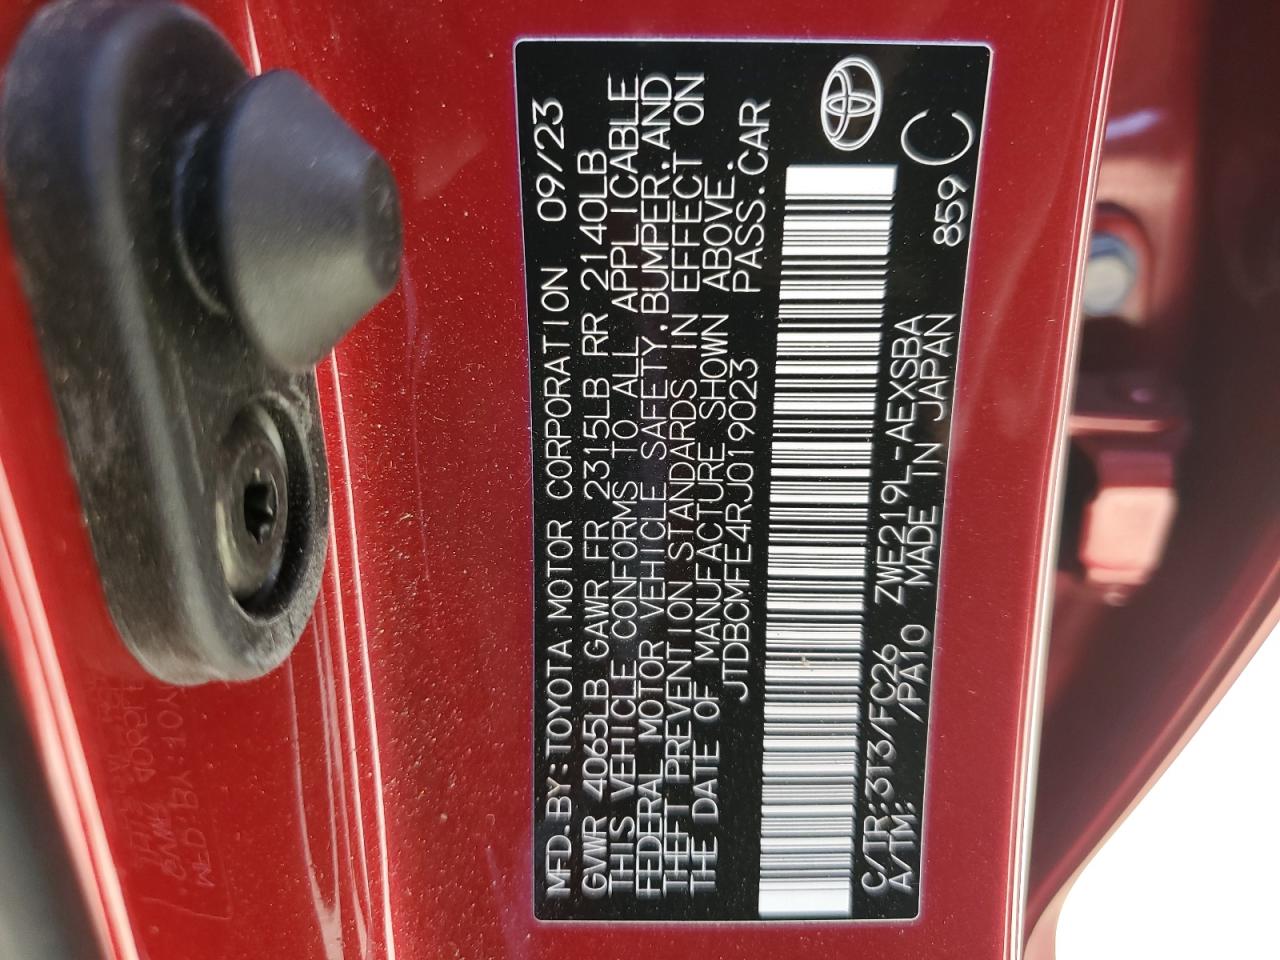 MFD.BY:TOYOTA MOTOR CORPORATION 09/23
GVWR 4065LB GAWR FR 2315LB RR 2140LB
THIS VEHICLE CONFORMS TO ALL APPLICABLE
FEDERAL MOTOR VEHICLE SAFETY,BUMPER,AND
THEFT PREVENTION STANDARDS IN EFFECT ON
THE DATE OF MANUFACTURE SHOWN ABOVE.
JTDBCMFE4RJ019023 PASS.CAR
C/TR:3T3/FC26 ZWE219L-AEXSBA
A/TM: /PA10 MADE IN JAPAN 859 C